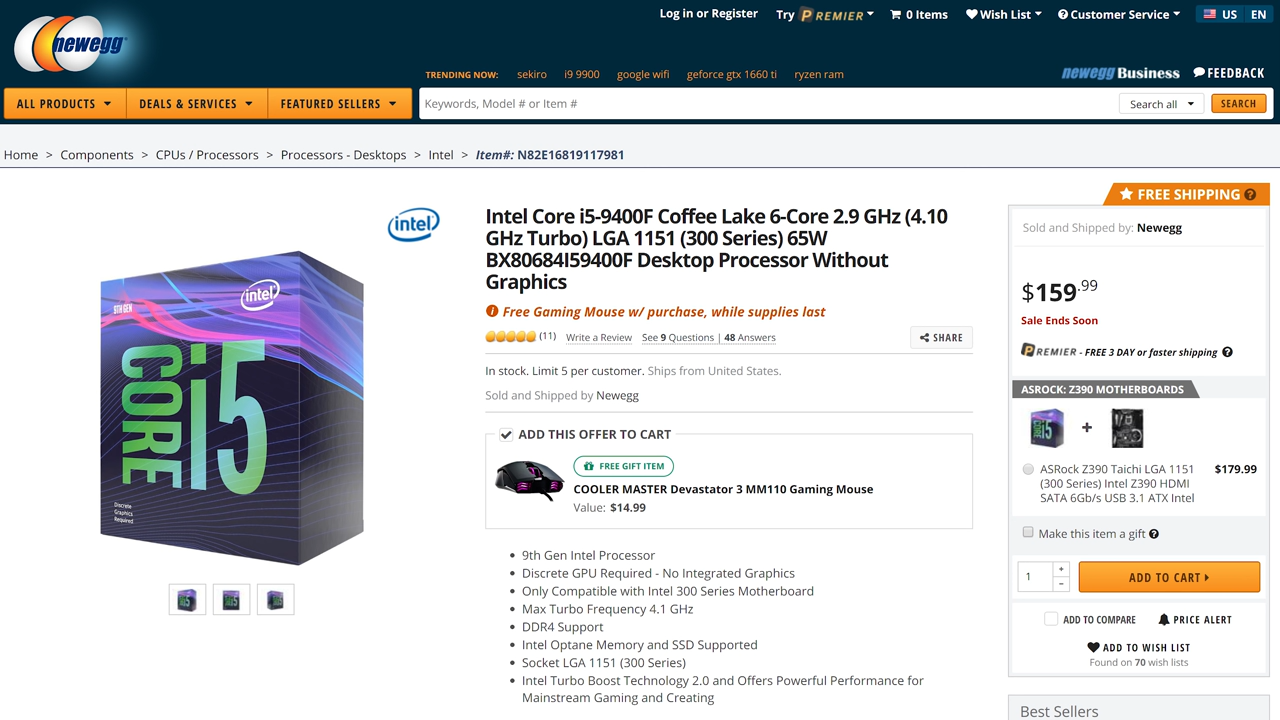 Log in or Register
Try PREMIER
0 Items
Wish List
Customer Service
US
EN
newegg
TRENDING NOW:
sekiro
i9 9900
google wifi
geforce gtx 1660 ti
ryzen ram
newegg Business
FEEDBACK
ALL PRODUCTS
DEALS & SERVICES
FEATURED SELLERS
Keywords, Model # or Item #
Search all
SEARCH
Home > Components > CPUs / Processors > Processors - Desktops > Intel > Item#: N82E16819117981
intel
9TH GEN
intel
CORE i5
Discrete
Graphics
Required
Intel Core i5-9400F Coffee Lake 6-Core 2.9 GHz (4.10
GHz Turbo) LGA 1151 (300 Series) 65W
BX80684I59400F Desktop Processor Without
Graphics
Free Gaming Mouse w/ purchase, while supplies last
(11)
Write a Review
See 9 Questions | 48 Answers
SHARE
In stock. Limit 5 per customer. Ships from United States.
Sold and Shipped by Newegg
ADD THIS OFFER TO CART
FREE GIFT ITEM
COOLER MASTER Devastator 3 MM110 Gaming Mouse
Value: $14.99
• 9th Gen Intel Processor
• Discrete GPU Required - No Integrated Graphics
• Only Compatible with Intel 300 Series Motherboard
• Max Turbo Frequency 4.1 GHz
• DDR4 Support
• Intel Optane Memory and SSD Supported
• Socket LGA 1151 (300 Series)
• Intel Turbo Boost Technology 2.0 and Offers Powerful Performance for
Mainstream Gaming and Creating
FREE SHIPPING
Sold and Shipped by: Newegg
$159.99
Sale Ends Soon
PREMIER - FREE 3 DAY or faster shipping
ASROCK: Z390 MOTHERBOARDS
+
ASRock Z390 Taichi LGA 1151
(300 Series) Intel Z390 HDMI
SATA 6Gb/s USB 3.1 ATX Intel
$179.99
Make this item a gift
1
+
-
ADD TO CART
ADD TO COMPARE
PRICE ALERT
ADD TO WISH LIST
Found on 70 wish lists
Best Sellers